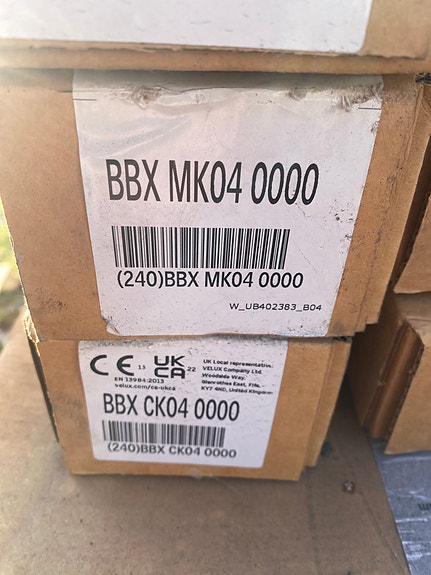 BBX MK04 0000
(240)BBX MK04 0000
W_UB402383_B04
CE 13
UK CA 22
EN 13984:2013
velux.com/ce-ukca
UK Local representative:
VELUX Company Ltd.
Woodside Way,
Glenrothes East, Fife,
KY7 4ND, United Kingdom
BBX CK04 0000
(240)BBX CK04 0000